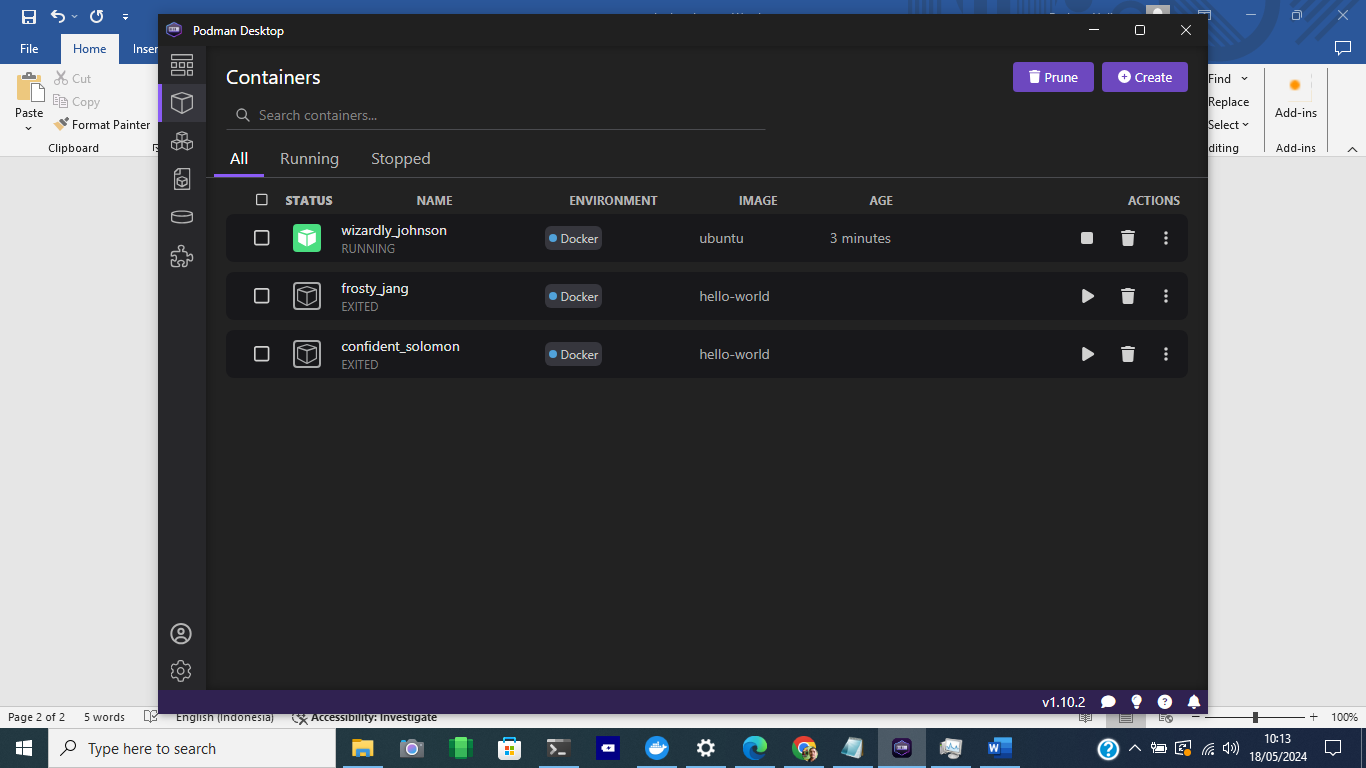 File
Home
Inser
Cut
Copy
Paste
Format Painter
Clipboard
Find
Replace
Select
diting
Add-ins
Add-ins
Podman Desktop
Containers
Prune
Create
Search containers...
All
Running
Stopped
STATUS NAME ENVIRONMENT IMAGE AGE ACTIONS
wizardly_johnson
RUNNING
Docker
ubuntu
3 minutes
frosty_jang
EXITED
Docker
hello-world
confident_solomon
EXITED
Docker
hello-world
v1.10.2
Page 2 of 2
5 words
English (Indonesia)
Accessibility: Investigate
100%
Type here to search
10:13
18/05/2024